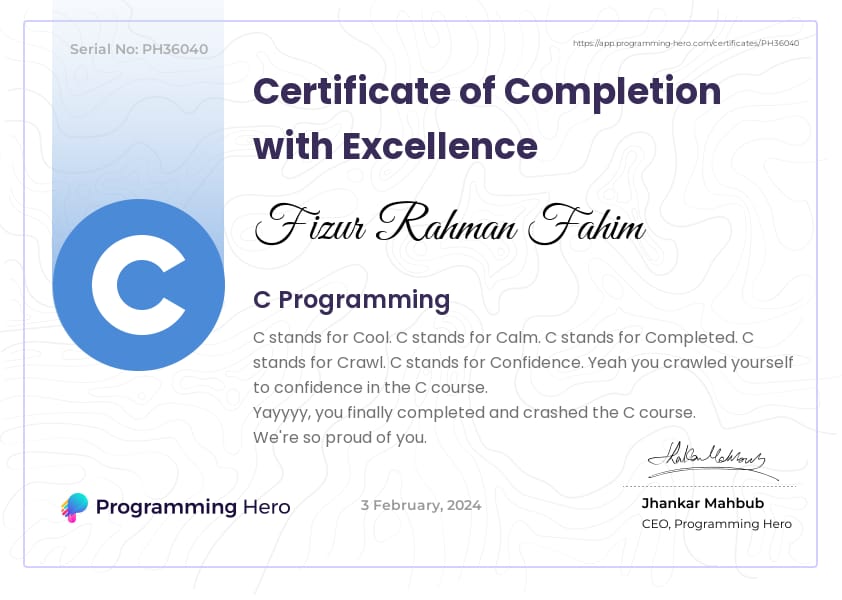 Serial No: PH36040
https://app.programming-hero.com/certificates/PH36040
Certificate of Completion
with Excellence
Fizur Rahman Fahim
C
C Programming
C stands for Cool. C stands for Calm. C stands for Completed. C
stands for Crawl. C stands for Confidence. Yeah you crawled yourself
to confidence in the C course.
Yayyyy, you finally completed and crashed the C course.
We're so proud of you.
Programming Hero
3 February, 2024
Jhankar Mahbub
CEO, Programming Hero